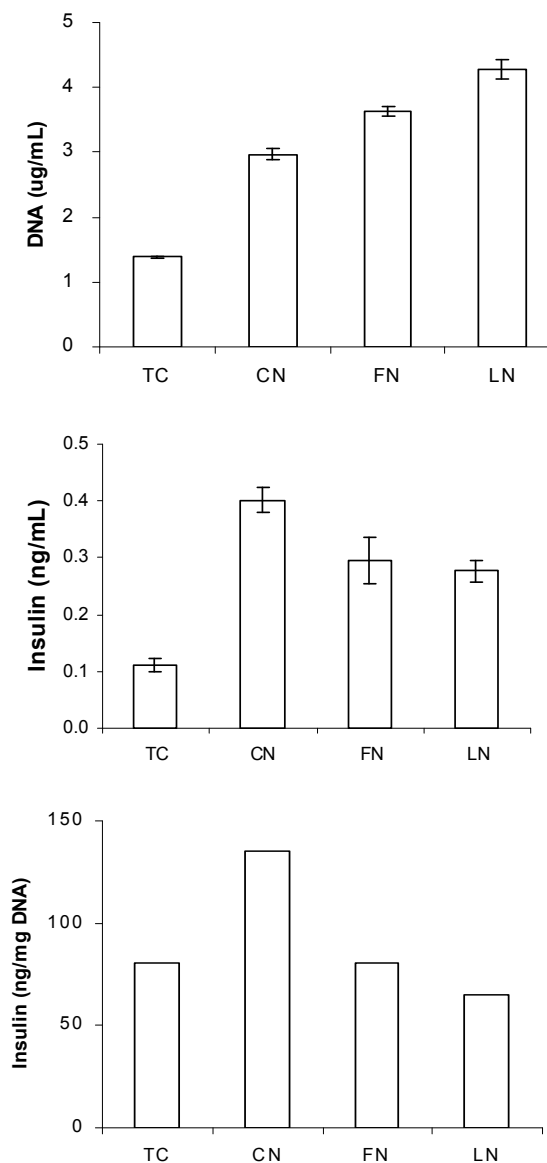 5
4
3
2
1
0
DNA (ug/mL)
TC CN FN LN
0.5
0.4
0.3
0.2
0.1
0.0
Insulin (ng/mL)
TC CN FN LN
150
100
50
0
Insulin (ng/mg DNA)
TC CN FN LN